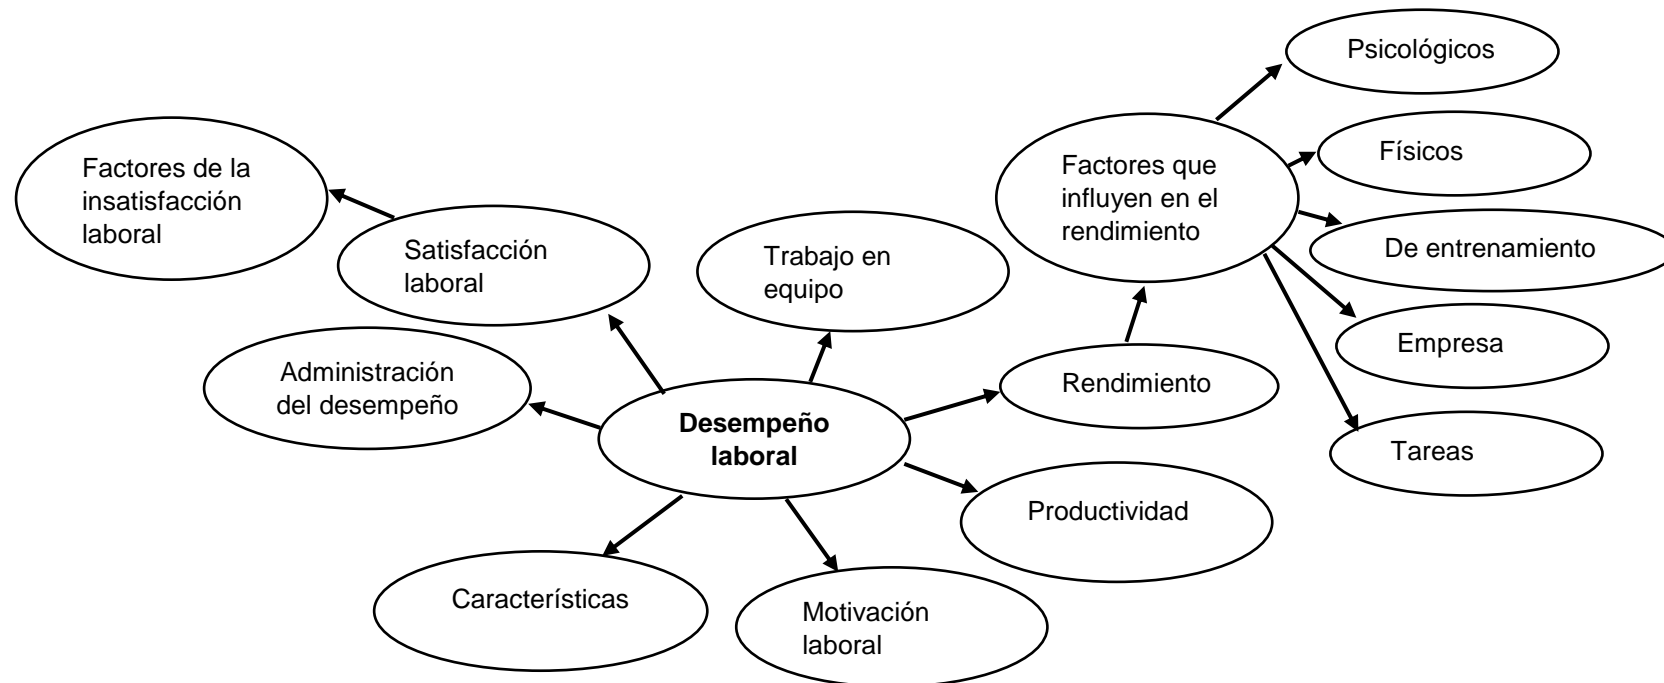 Psicológicos
Factores de la
insatisfacción
laboral
Factores que
influyen en el
rendimiento
Físicos
Satisfacción
laboral
Trabajo en
equipo
De entrenamiento
Empresa
Administración
del desempeño
Rendimiento
Desempeño
laboral
Tareas
Productividad
Características
Motivación
laboral